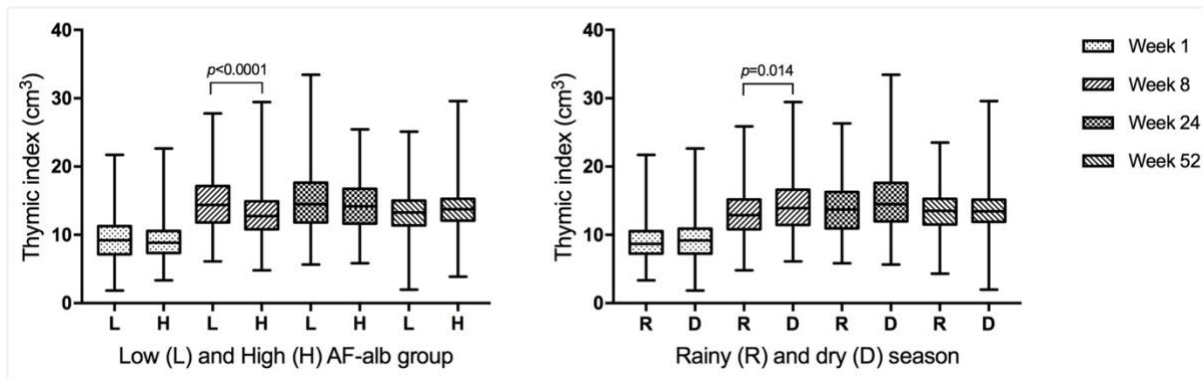 40
30
20
10
0
Thymic index (cm³)
p<0.0001
L H L H L H L H
Low (L) and High (H) AF-alb group
40
30
20
10
0
Thymic index (cm³)
p=0.014
R D R D R D R D
Rainy (R) and dry (D) season
Week 1
Week 8
Week 24
Week 52